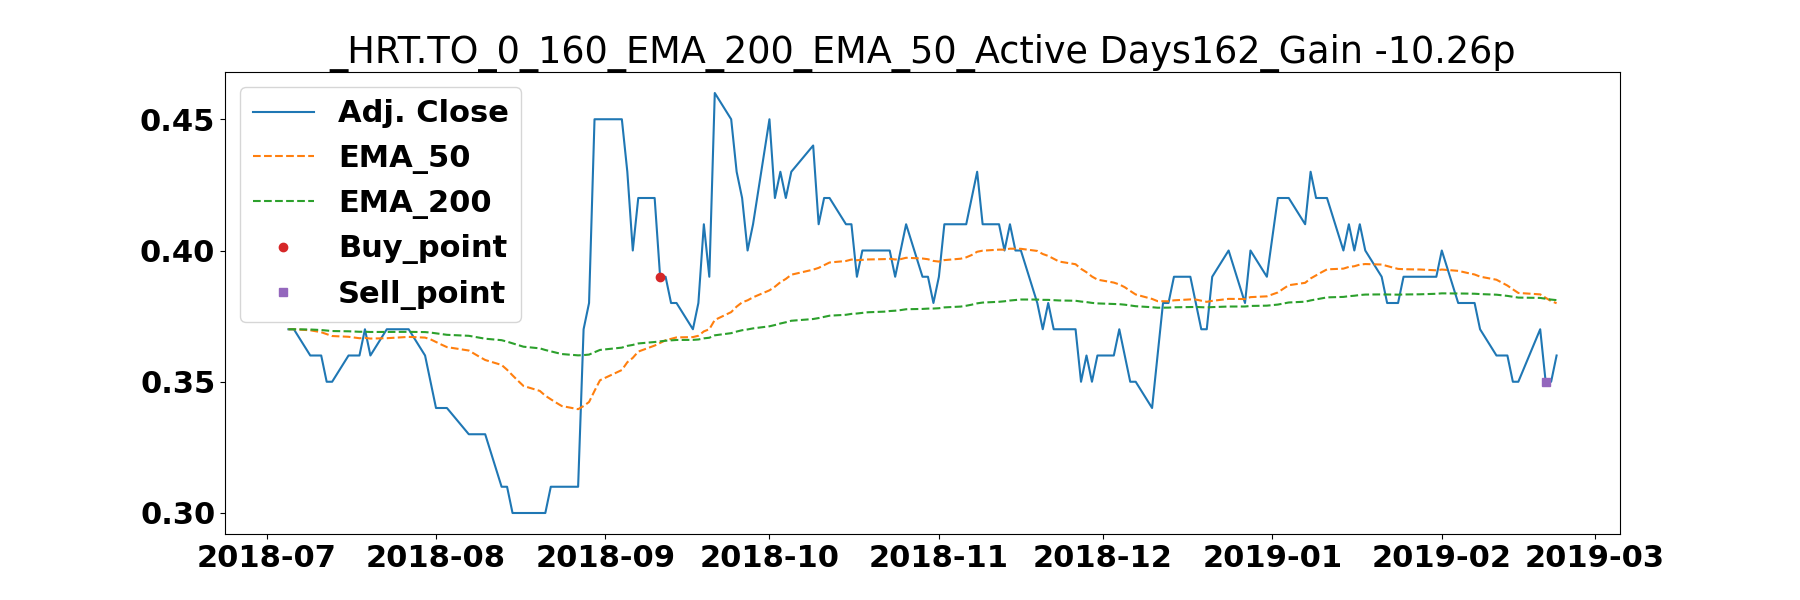 _HRT.TO_0_160_EMA_200_EMA_50_Active Days162_Gain -10.26p
Adj. Close
EMA_50
EMA_200
Buy_point
Sell_point
0.45
0.40
0.35
0.30
2018-07 2018-08 2018-09 2018-10 2018-11 2018-12 2019-01 2019-02 2019-03